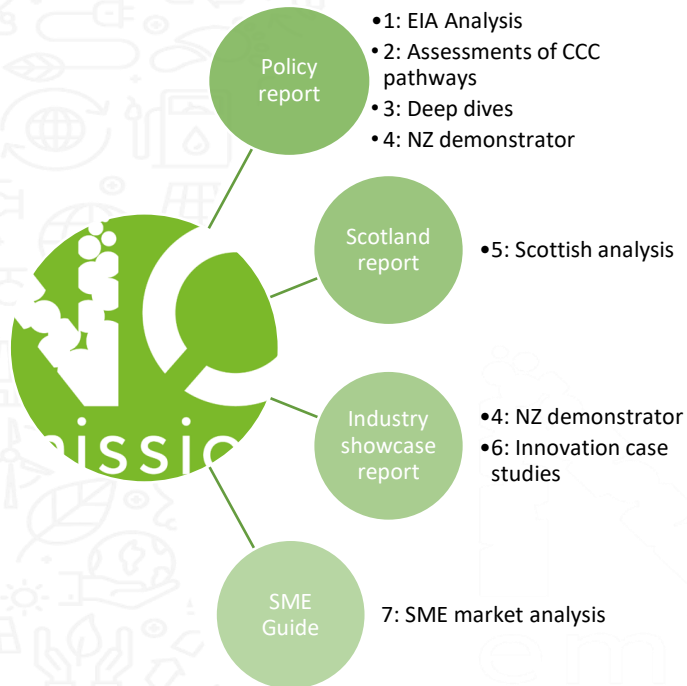 Policy
report
•1: EIA Analysis
• 2: Assessments of CCC
pathways
• 3: Deep dives
• 4: NZ demonstrator
Scotland
report
•5: Scottish analysis
Industry
showcase
report
•4: NZ demonstrator
•6: Innovation case
studies
SME
Guide
7: SME market analysis